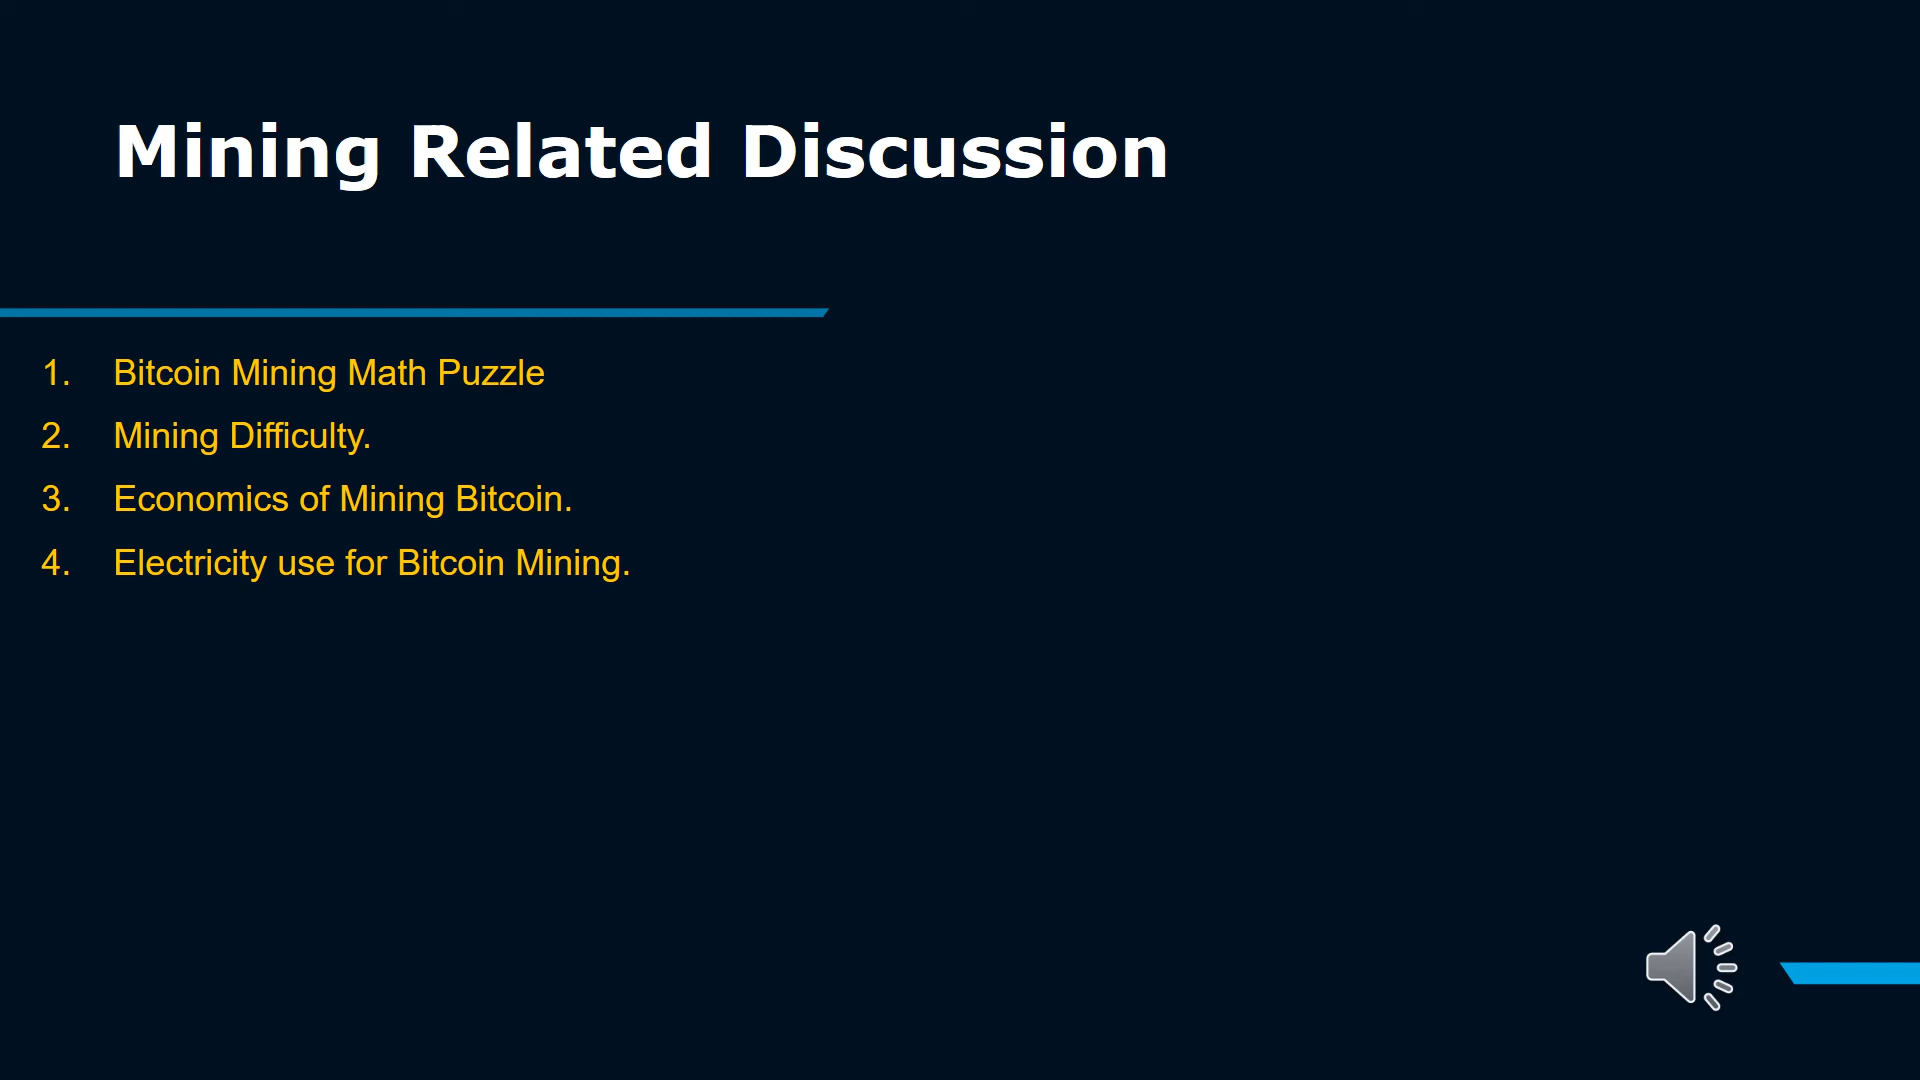 Mining Related Discussion
1. Bitcoin Mining Math Puzzle
2. Mining Difficulty.
3. Economics of Mining Bitcoin.
4. Electricity use for Bitcoin Mining.